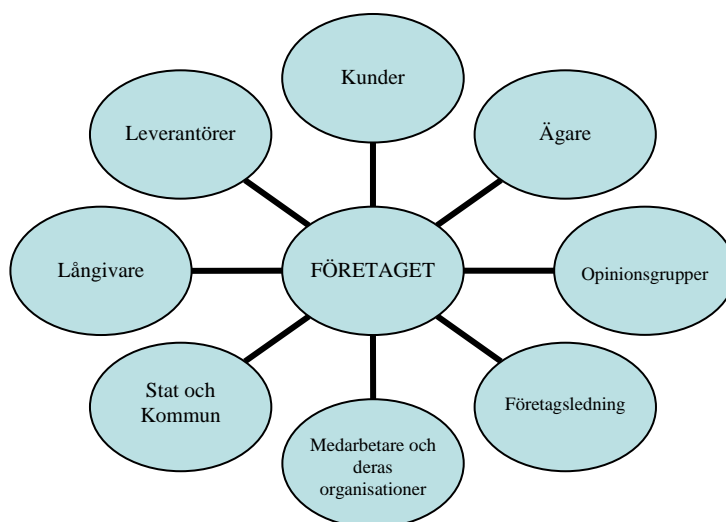 Kunder
Leverantörer
Ägare
Långivare
FÖRETAGET
Opinionsgrupper
Stat och
Kommun
Företagsledning
Medarbetare och
deras
organisationer